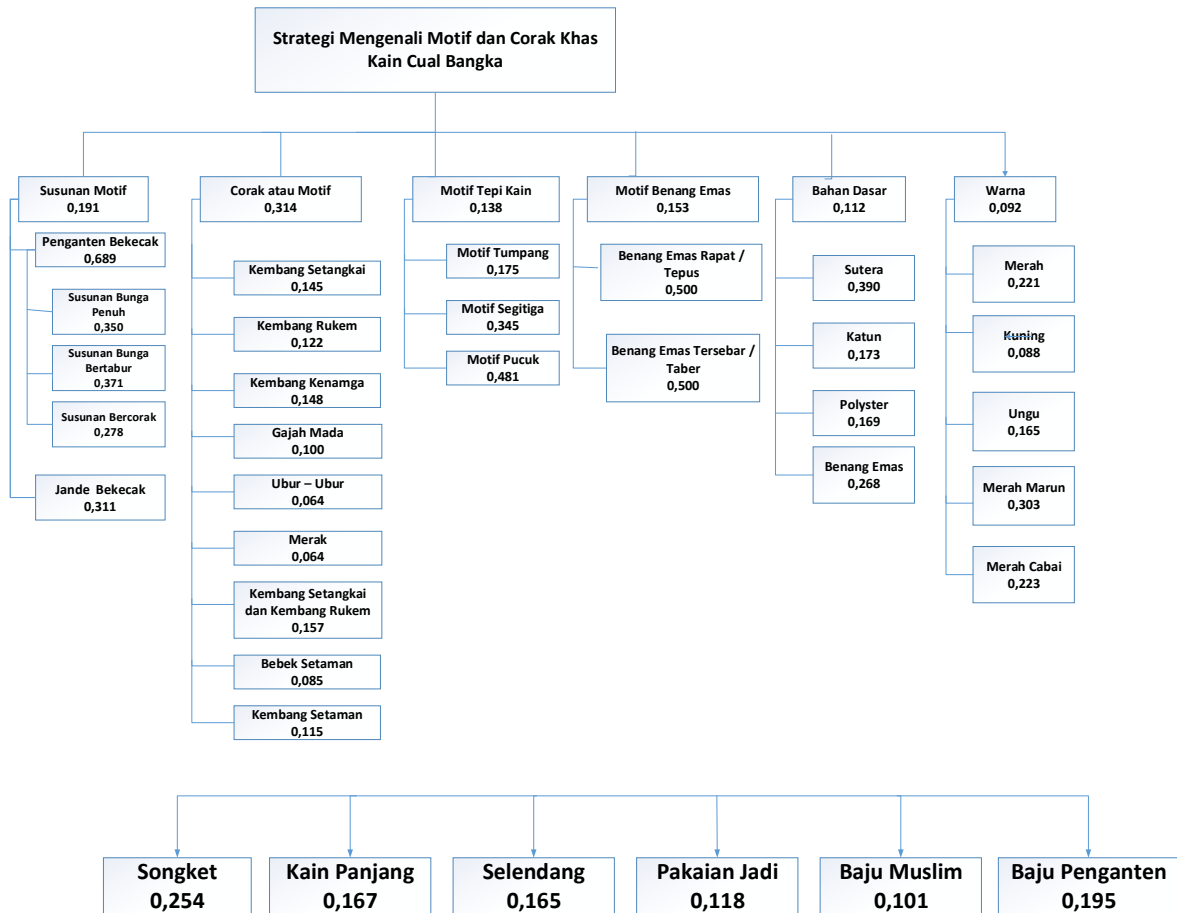 Strategi Mengenali Motif dan Corak Khas
Kain Cual Bangka
Susunan Motif
0,191
Penganten Bekecak
0,689
Susunan Bunga
Penuh
0,350
Susunan Bunga
Bertabur
0,371
Susunan Bercorak
0,278
Jande Bekecak
0,311
Corak atau Motif
0,314
Kembang Setangkai
0,145
Kembang Rukem
0,122
Kembang Kenamga
0,148
Gajah Mada
0,100
Ubur – Ubur
0,064
Merak
0,064
Kembang Setangkai
dan Kembang Rukem
0,157
Bebek Setaman
0,085
Kembang Setaman
0,115
Motif Tepi Kain
0,138
Motif Tumpang
0,175
Motif Segitiga
0,345
Motif Pucuk
0,481
Motif Benang Emas
0,153
Benang Emas Rapat /
Tepus
0,500
Benang Emas Tersebar /
Taber
0,500
Bahan Dasar
0,112
Sutera
0,390
Katun
0,173
Polyster
0,169
Benang Emas
0,268
Warna
0,092
Merah
0,221
Kuning
0,088
Ungu
0,165
Merah Marun
0,303
Merah Cabai
0,223
Songket
0,254
Kain Panjang
0,167
Selendang
0,165
Pakaian Jadi
0,118
Baju Muslim
0,101
Baju Penganten
0,195